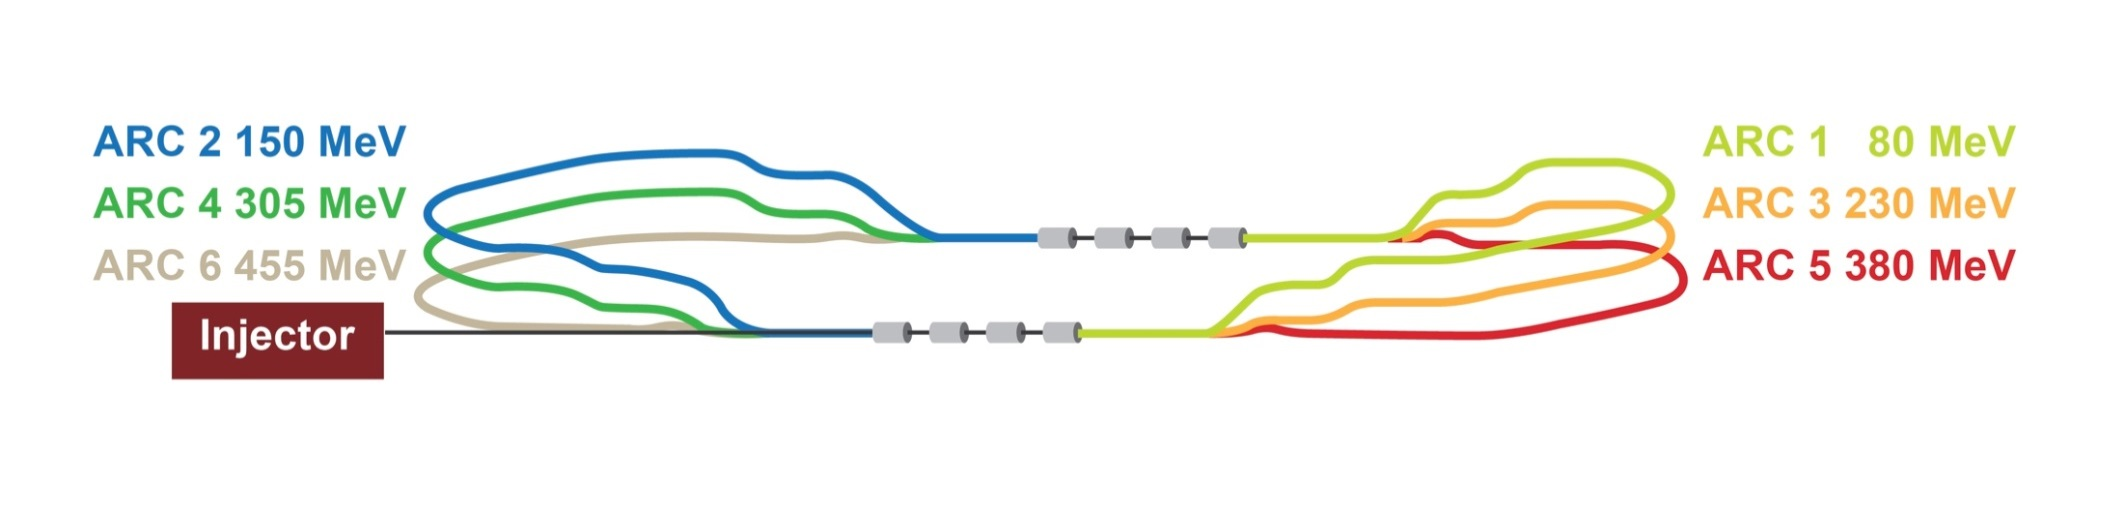 ARC 2 150 MeV
ARC 4 305 MeV
ARC 6 455 MeV
Injector
ARC 1 80 MeV
ARC 3 230 MeV
ARC 5 380 MeV